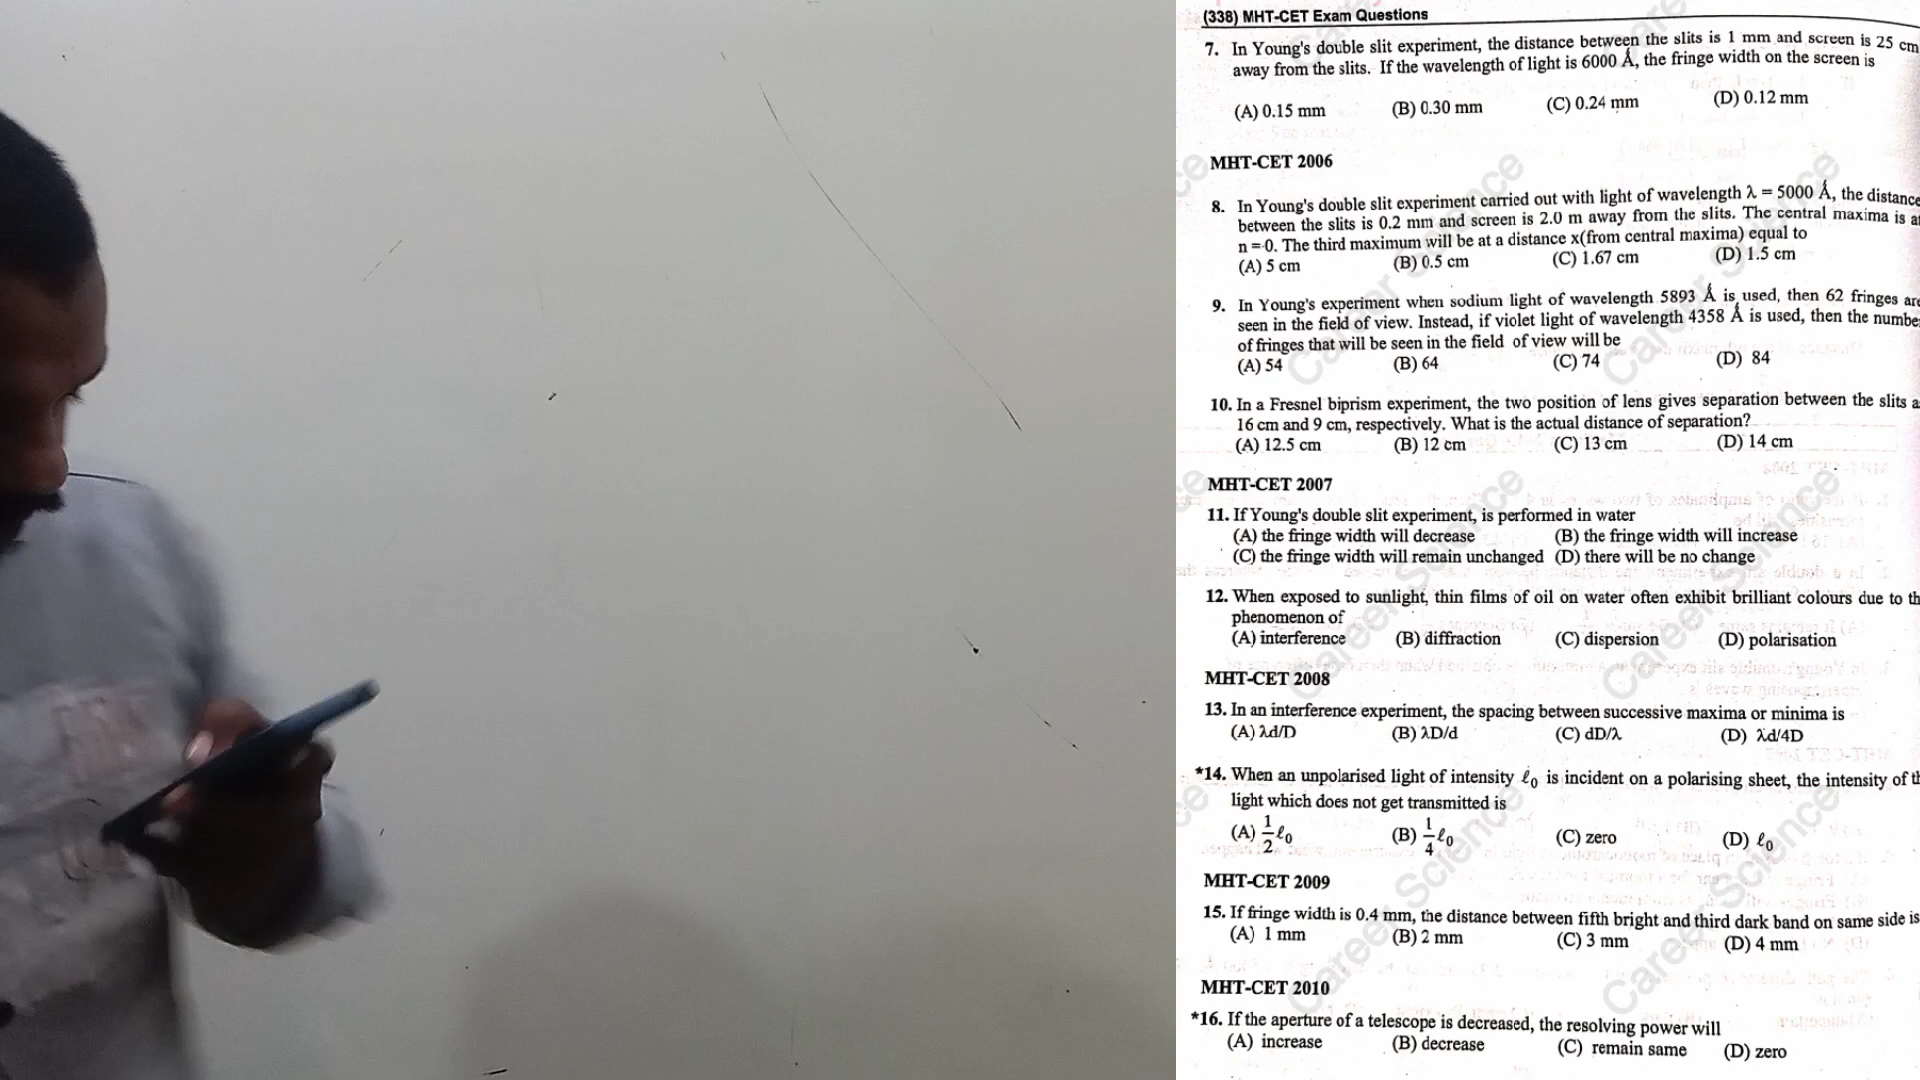 (338) MHT-CET Exam Questions
7. In Young's double slit experiment, the distance between the slits is 1 mm and screen is 25 cm
away from the slits. If the wavelength of light is 6000 Å, the fringe width on the screen is
(A) 0.15 mm (B) 0.30 mm (C) 0.24 mm (D) 0.12 mm
MHT-CET 2006
8. In Young's double slit experiment carried out with light of wavelength λ = 5000 Å, the distance
between the slits is 0.2 mm and screen is 2.0 m away from the slits. The central maxima is
n = 0. The third maximum will be at a distance x(from central maxima) equal to
(A) 5 cm (B) 0.5 cm (C) 1.67 cm (D) 1.5 cm
9. In Young's experiment when sodium light of wavelength 5893 Å is used, then 62 fringes are
seen in the field of view. Instead, if violet light of wavelength 4358 Å is used, then the numbe
of fringes that will be seen in the field of view will be
(A) 54 (B) 64 (C) 74 (D) 84
10. In a Fresnel biprism experiment, the two position of lens gives separation between the slits
16 cm and 9 cm, respectively. What is the actual distance of separation?
(A) 12.5 cm (B) 12 cm (C) 13 cm (D) 14 cm
MHT-CET 2007
11. If Young's double slit experiment, is performed in water
(A) the fringe width will decrease (B) the fringe width will increase
(C) the fringe width will remain unchanged (D) there will be no change
12. When exposed to sunlight, thin films of oil on water often exhibit brilliant colours due to th
phenomenon of
(A) interference (B) diffraction (C) dispersion (D) polarisation
MHT-CET 2008
13. In an interference experiment, the spacing between successive maxima or minima is
(A) λd/D (B) λD/d (C) dD/λ (D) λd/4D
*14. When an unpolarised light of intensity ℓ₀ is incident on a polarising sheet, the intensity of th
light which does not get transmitted is
(A) 1/2 ℓ₀ (B) 1/4 ℓ₀ (C) zero (D) ℓ₀
MHT-CET 2009
15. If fringe width is 0.4 mm, the distance between fifth bright and third dark band on same side is
(A) 1 mm (B) 2 mm (C) 3 mm (D) 4 mm
MHT-CET 2010
*16. If the aperture of a telescope is decreased, the resolving power will
(A) increase (B) decrease (C) remain same (D) zero